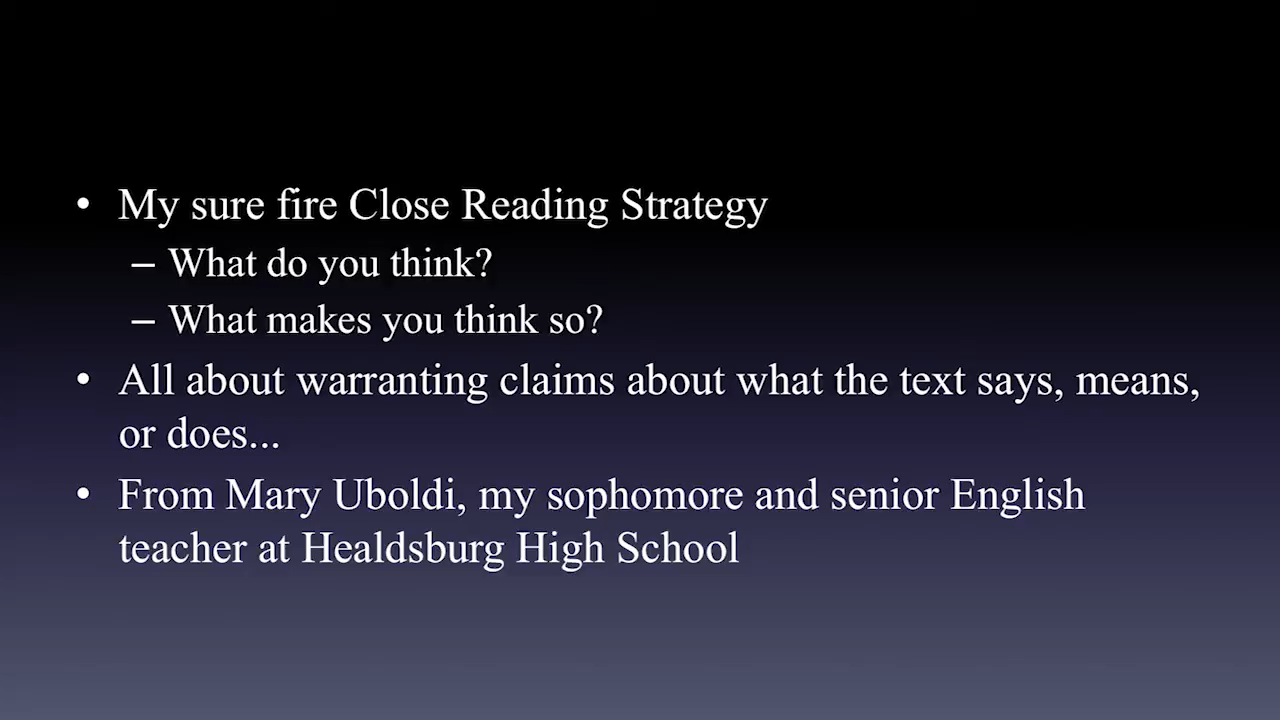 • My sure fire Close Reading Strategy
– What do you think?
– What makes you think so?
• All about warranting claims about what the text says, means,
or does...
• From Mary Uboldi, my sophomore and senior English
teacher at Healdsburg High School